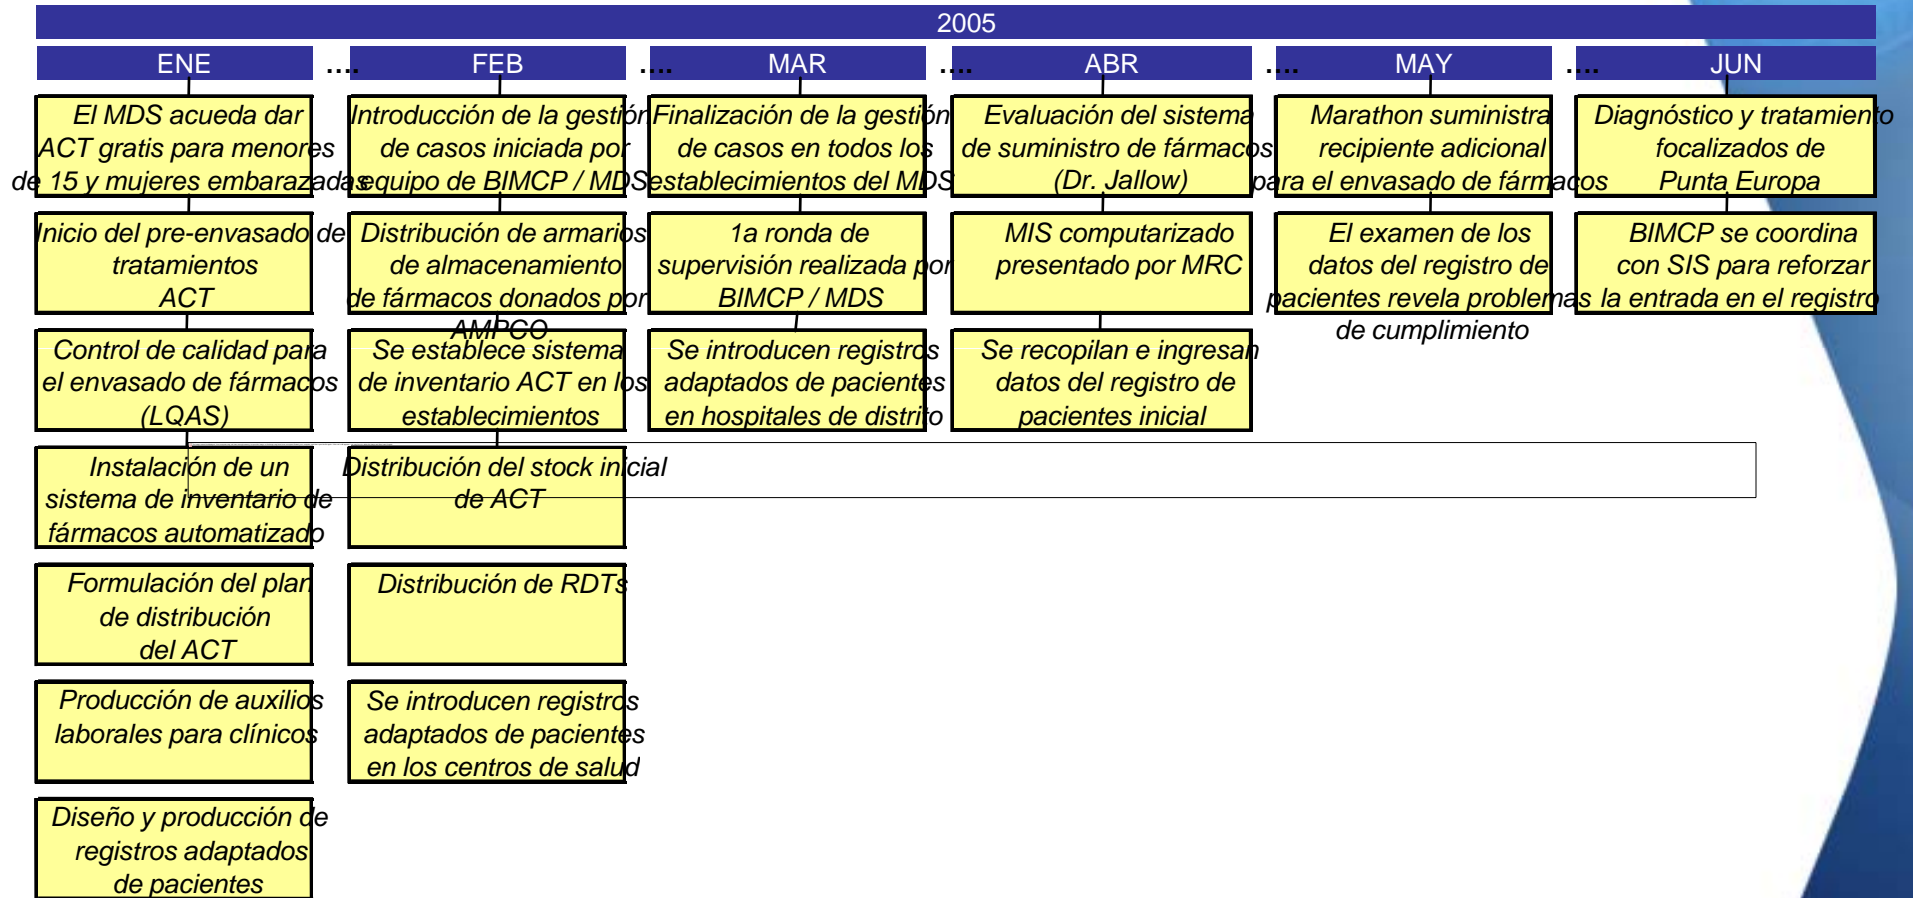 2005
ENE
....
FEB
....
MAR
....
ABR
....
MAY
....
JUN
El MDS acueda dar
ACT gratis para menores
de 15 y mujeres embarazadas
Inicio del pre-envasado de
tratamientos
ACT
Control de calidad para
el envasado de fármacos
(LQAS)
Instalación de un
sistema de inventario de
fármacos automatizado
Formulación del plan
de distribución
del ACT
Producción de auxilios
laborales para clínicos
Diseño y producción de
registros adaptados
de pacientes
Introducción de la gestión
de casos iniciada por
equipo de BIMCP / MDS
Distribución de armarios
de almacenamiento
de fármacos donados por
AMPCO
Se establece sistema
de inventario ACT en los
establecimientos
Distribución del stock inicial
de ACT
Distribución de RDTs
Se introducen registros
adaptados de pacientes
en los centros de salud
Finalización de la gestión
de casos en todos los
establecimientos del MDS
1a ronda de
supervisión realizada por
BIMCP / MDS
Se introducen registros
adaptados de pacientes
en hospitales de distrito
Evaluación del sistema
de suministro de fármacos
(Dr. Jallow)
MIS computarizado
presentado por MRC
Se recopilan e ingresan
datos del registro de
pacientes inicial
Marathon suministra
recipiente adicional
para el envasado de fármacos
El examen de los
datos del registro de
pacientes revela problemas
de cumplimiento
Diagnóstico y tratamiento
focalizados de
Punta Europa
BIMCP se coordina
con SIS para reforzar
la entrada en el registro